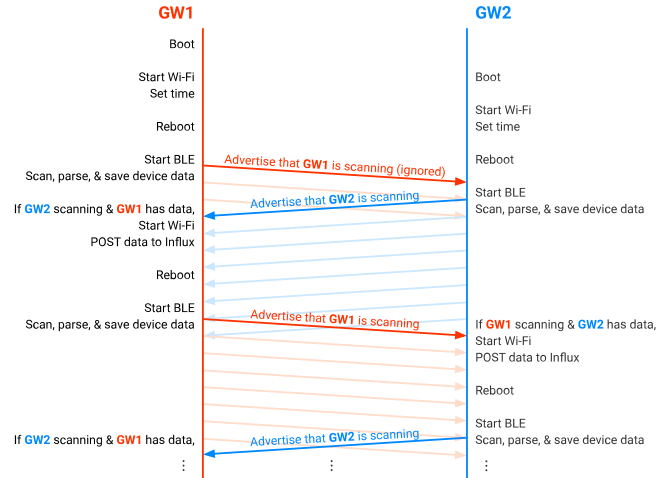 GW1
GW2
Boot
Start Wi-Fi
Set time
Boot
Start Wi-Fi
Set time
Reboot
Reboot
Start BLE
Scan, parse, & save device data
Advertise that GW1 is scanning (ignored)
Start BLE
Scan, parse, & save device data
Advertise that GW2 is scanning
If GW2 scanning & GW1 has data,
Start Wi-Fi
POST data to Influx
Reboot
Start BLE
Scan, parse, & save device data
Advertise that GW1 is scanning
If GW1 scanning & GW2 has data,
Start Wi-Fi
POST data to Influx
Reboot
Start BLE
Scan, parse, & save device data
Advertise that GW2 is scanning
If GW2 scanning & GW1 has data,
⋮ ⋮ ⋮